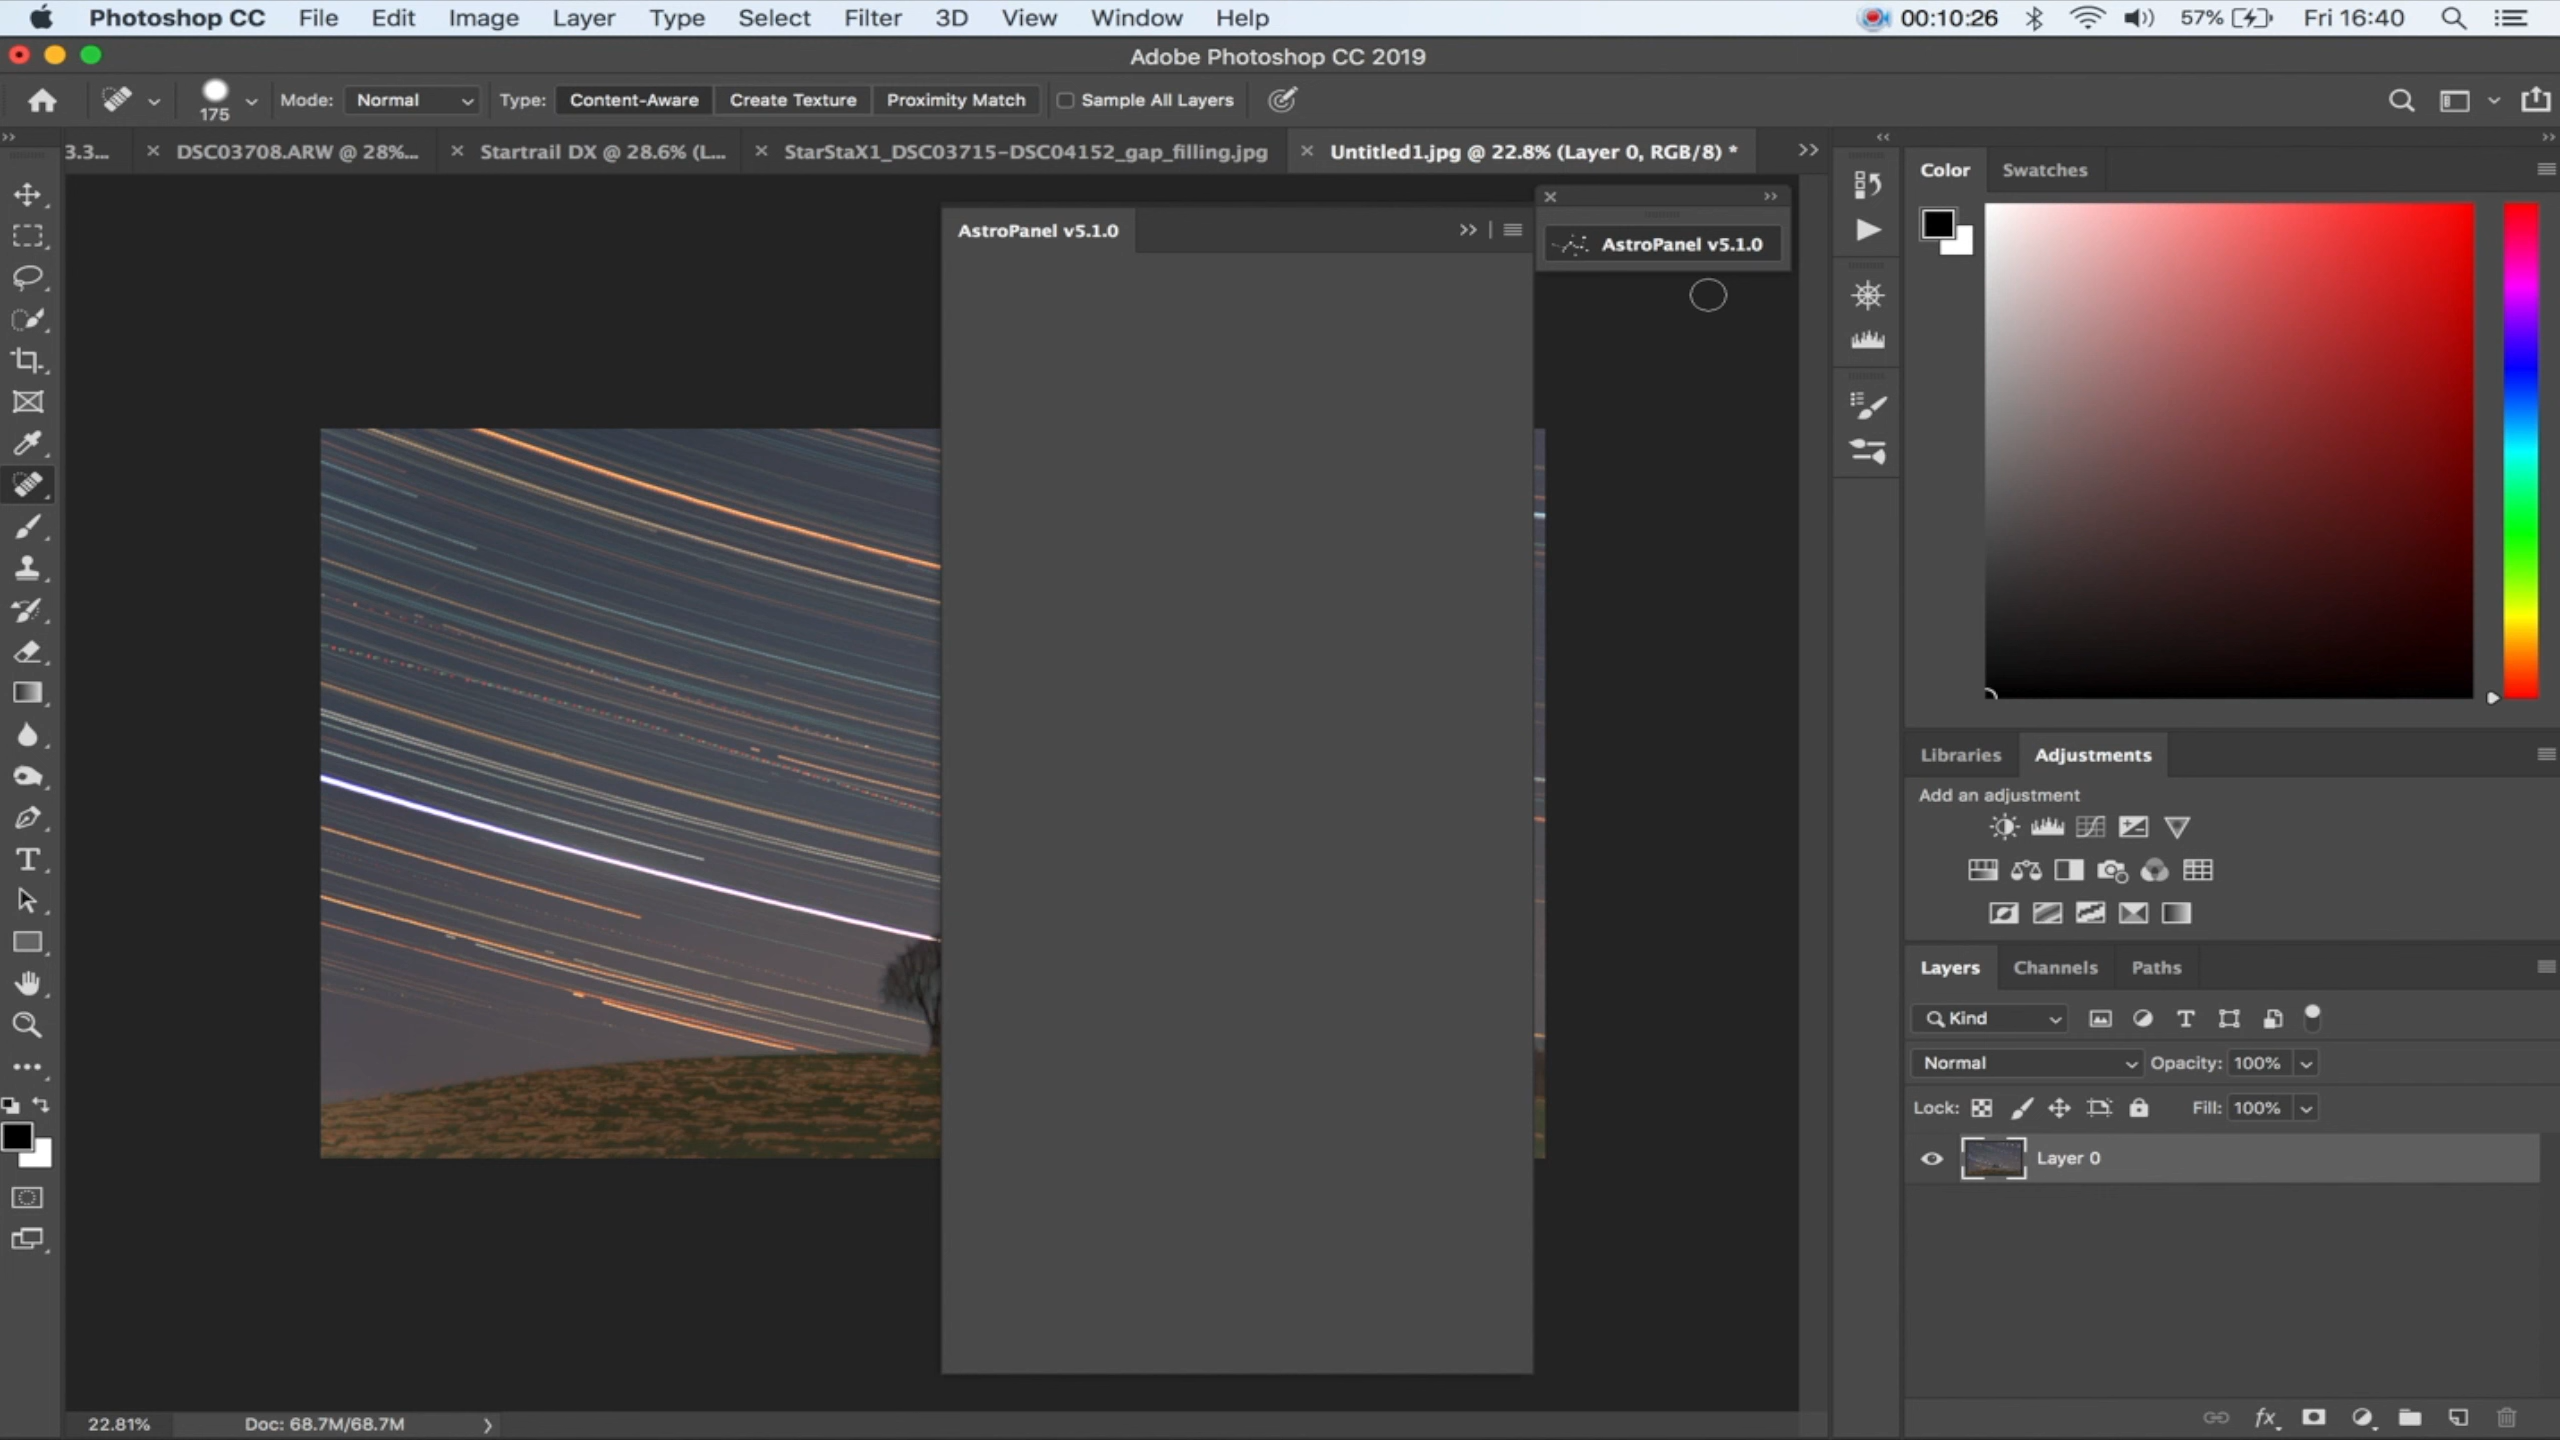 Photoshop CC File Edit Image Layer Type Select Filter 3D View Window Help 00:10:26 57% Fri 16:40
Adobe Photoshop CC 2019
175 Mode: Normal Type: Content-Aware Create Texture Proximity Match Sample All Layers
3.3... DSC03708.ARW @ 28%... Startrail DX @ 28.6% (L... StarStaX1_DSC03715-DSC04152_gap_filling.jpg Untitled1.jpg @ 22.8% (Layer 0, RGB/8) *
Color Swatches
AstroPanel v5.1.0
AstroPanel v5.1.0
Libraries Adjustments
Add an adjustment
Layers Channels Paths
Kind
Normal Opacity: 100%
Lock: Fill: 100%
Layer 0
22.81% Doc: 68.7M/68.7M